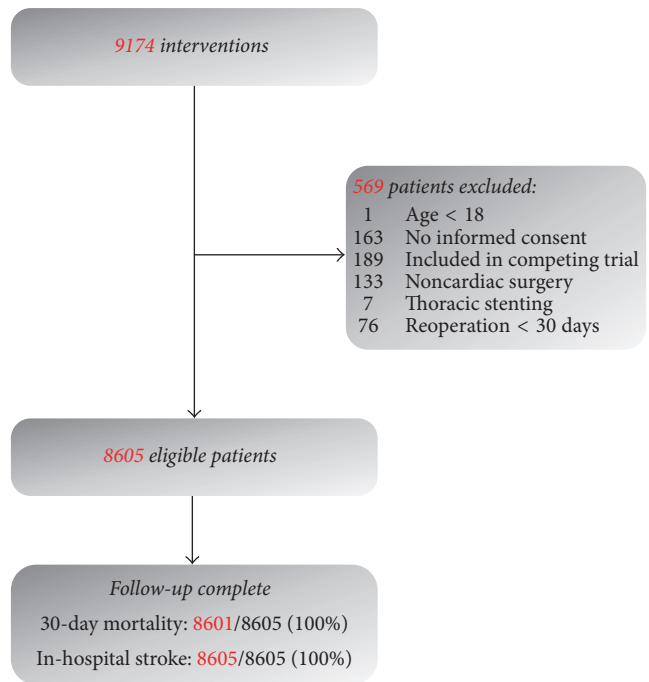 9174 interventions
569 patients excluded:
1 Age < 18
163 No informed consent
189 Included in competing trial
133 Noncardiac surgery
7 Thoracic stenting
76 Reoperation < 30 days
8605 eligible patients
Follow-up complete
30-day mortality: 8601/8605 (100%)
In-hospital stroke: 8605/8605 (100%)